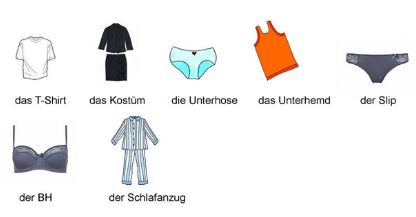 das T-Shirt das Kostüm die Unterhose das Unterhemd der Slip
der BH der Schlafanzug